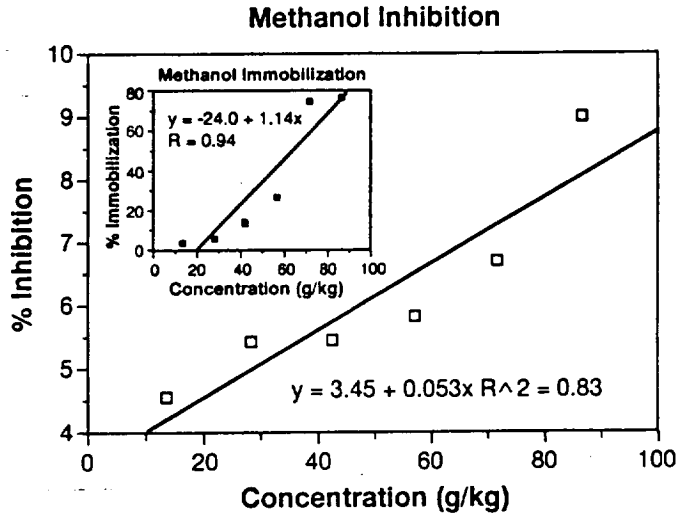 Methanol Inhibition
10
9
8
7
6
5
4
% Inhibition
Methanol Immobilization
80
60
40
20
0
% Immobilization
y = -24.0 + 1.14x
R = 0.94
0 20 40 60 80 100
Concentration (g/kg)
y = 3.45 + 0.053x R^2 = 0.83
0 20 40 60 80 100
Concentration (g/kg)